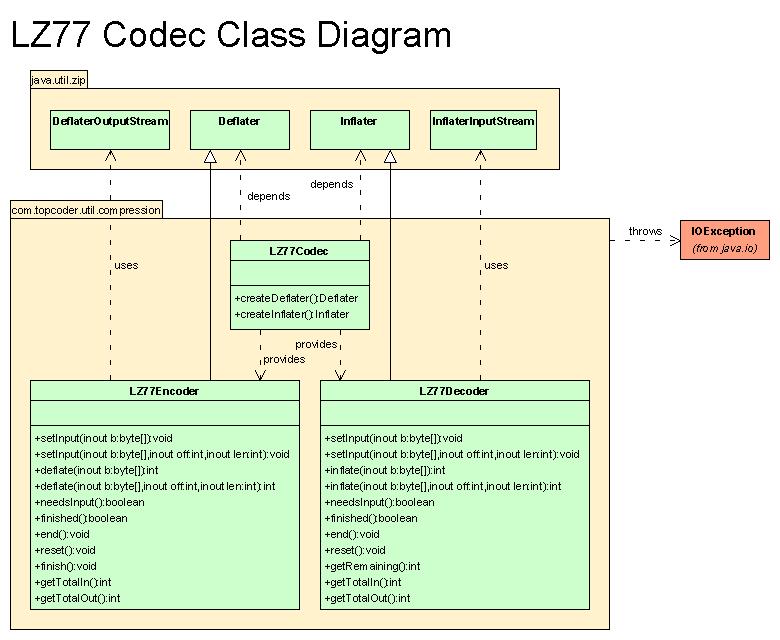 LZ77 Codec Class Diagram
java.util.zip
DeflaterOutputStream
Deflater
Inflater
InflaterInputStream
depends
depends
com.topcoder.util.compression
throws
IOException
(from java.io)
LZ77Codec
uses
uses
+createDeflater():Deflater
+createInflater():Inflater
provides
provides
LZ77Encoder
+setInput(inout b:byte[]):void
+setInput(inout b:byte[],inout off:int,inout len:int):void
+deflate(inout b:byte[]):int
+deflate(inout b:byte[],inout off:int,inout len:int):int
+needsInput():boolean
+finished():boolean
+end():void
+reset():void
+finish():void
+getTotalIn():int
+getTotalOut():int
LZ77Decoder
+setInput(inout b:byte[]):void
+setInput(inout b:byte[],inout off:int,inout len:int):void
+inflate(inout b:byte[]):int
+inflate(inout b:byte[],inout off:int,inout len:int):int
+needsInput():boolean
+finished():boolean
+end():void
+reset():void
+getRemaining():int
+getTotalIn():int
+getTotalOut():int